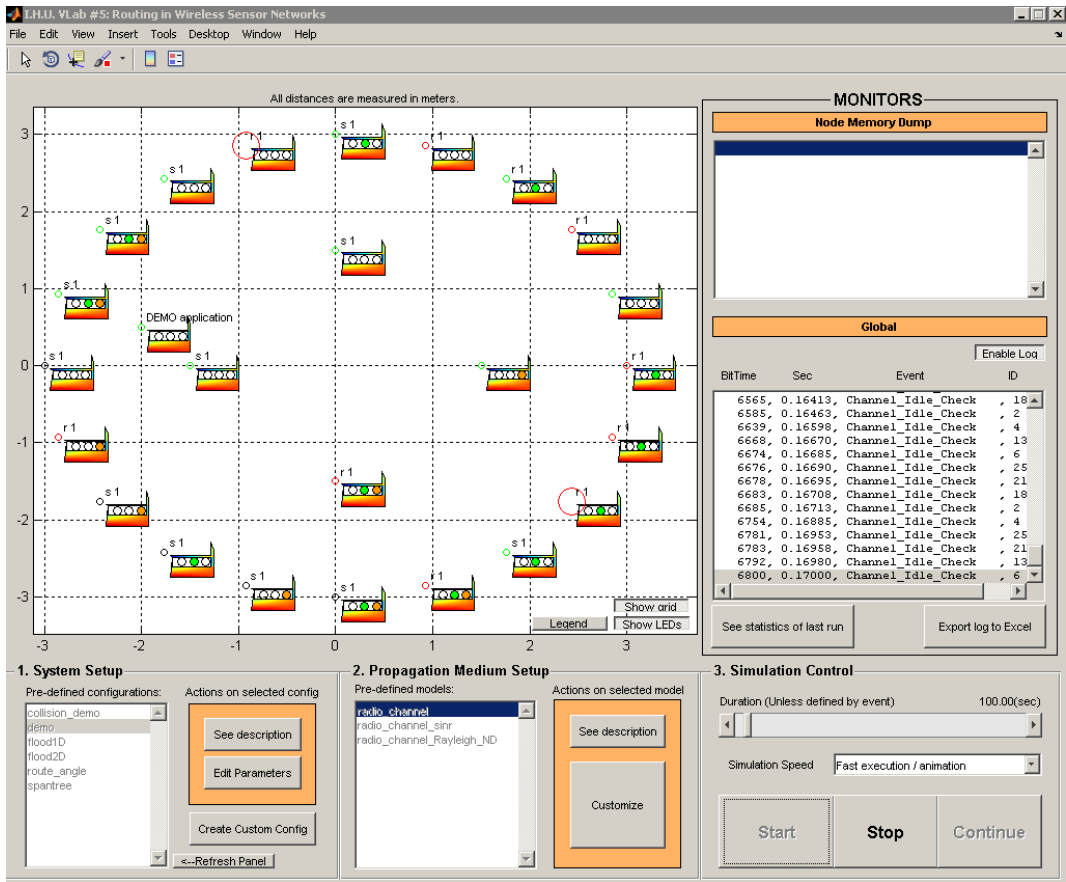 I.H.U. VLab #5: Routing in Wireless Sensor Networks
File Edit View Insert Tools Desktop Window Help
All distances are measured in meters.
3
2
1
0
-1
-2
-3
-3 -2 -1 0 1 2 3
r 1
s 1
r 1
s 1
r 1
s 1
r 1
s 1
s 1
DEMO application
s 1
s 1
r 1
r 1
r 1
r 1
s 1
r 1
s 1
s 1
s 1
s 1
r 1
Show grid
Legend
Show LEDs
MONITORS
Node Memory Dump
Global
Enable Log
BitTime Sec Event ID
6565, 0.16413, Channel_Idle_Check , 18
6585, 0.16463, Channel_Idle_Check , 2
6639, 0.16598, Channel_Idle_Check , 4
6668, 0.16670, Channel_Idle_Check , 13
6674, 0.16685, Channel_Idle_Check , 6
6676, 0.16690, Channel_Idle_Check , 25
6678, 0.16695, Channel_Idle_Check , 21
6683, 0.16708, Channel_Idle_Check , 18
6685, 0.16713, Channel_Idle_Check , 2
6754, 0.16885, Channel_Idle_Check , 4
6781, 0.16953, Channel_Idle_Check , 25
6783, 0.16958, Channel_Idle_Check , 21
6792, 0.16980, Channel_Idle_Check , 13
6800, 0.17000, Channel_Idle_Check , 6
See statistics of last run
Export log to Excel
1. System Setup
Pre-defined configurations:
collision_demo
demo
flood1D
flood2D
route_angle
spantree
Actions on selected config
See description
Edit Parameters
Create Custom Config
<--Refresh Panel
2. Propagation Medium Setup
Pre-defined models:
radio_channel
radio_channel_sinr
radio_channel_Rayleigh_ND
Actions on selected model
See description
Customize
3. Simulation Control
Duration (Unless defined by event) 100.00(sec)
Simulation Speed Fast execution / animation
Start
Stop
Continue